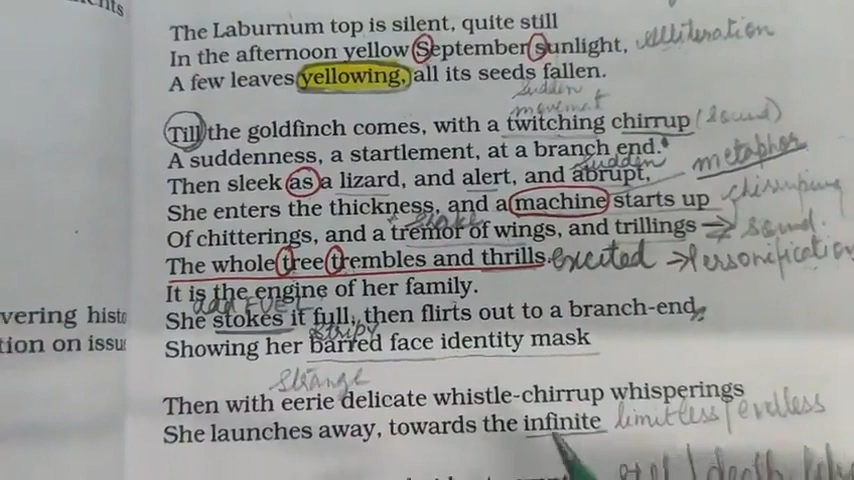 The Laburnum top is silent, quite still
In the afternoon yellow September sunlight, alliteration
A few leaves yellowing, all its seeds fallen.
sudden
movement
Till the goldfinch comes, with a twitching chirrup (sound)
A suddenness, a startlement, at a branch end.
sudden metaphor
Then sleek as a lizard, and alert, and abrupt,
She enters the thickness, and a machine starts up chirruping
shake
Of chitterings, and a tremor of wings, and trillings → sound.
The whole tree trembles and thrills. excited → Personification
It is the engine of her family.
add FUEL
She stokes it full, then flirts out to a branch-end,
stripy
Showing her barred face identity mask
strange
Then with eerie delicate whistle-chirrup whisperings
She launches away, towards the infinite limitless/endless
vering histo
tion on issu
death